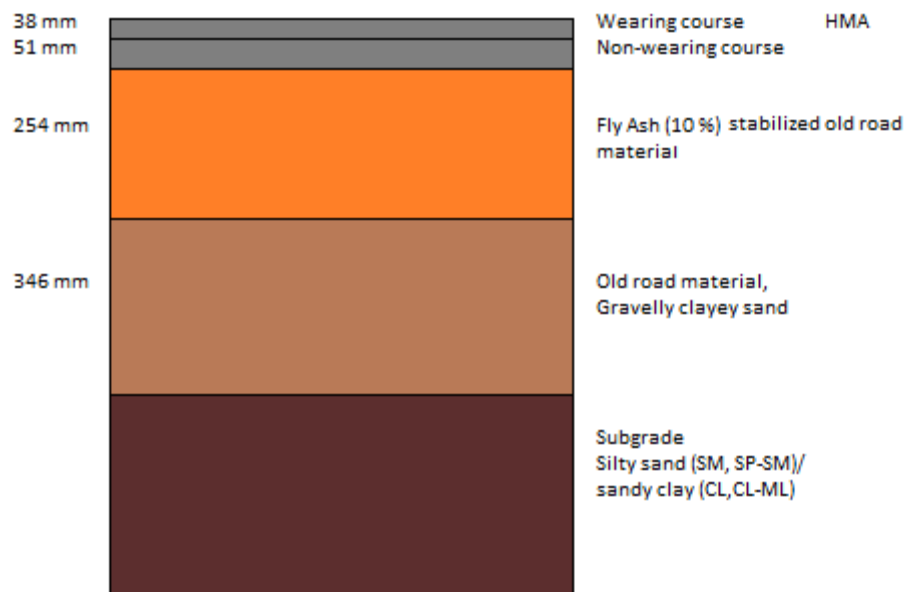 38 mm Wearing course HMA
51 mm Non-wearing course
254 mm Fly Ash (10 %) stabilized old road
material
346 mm Old road material,
Gravelly clayey sand
Subgrade
Silty sand (SM, SP-SM)/
sandy clay (CL,CL-ML)